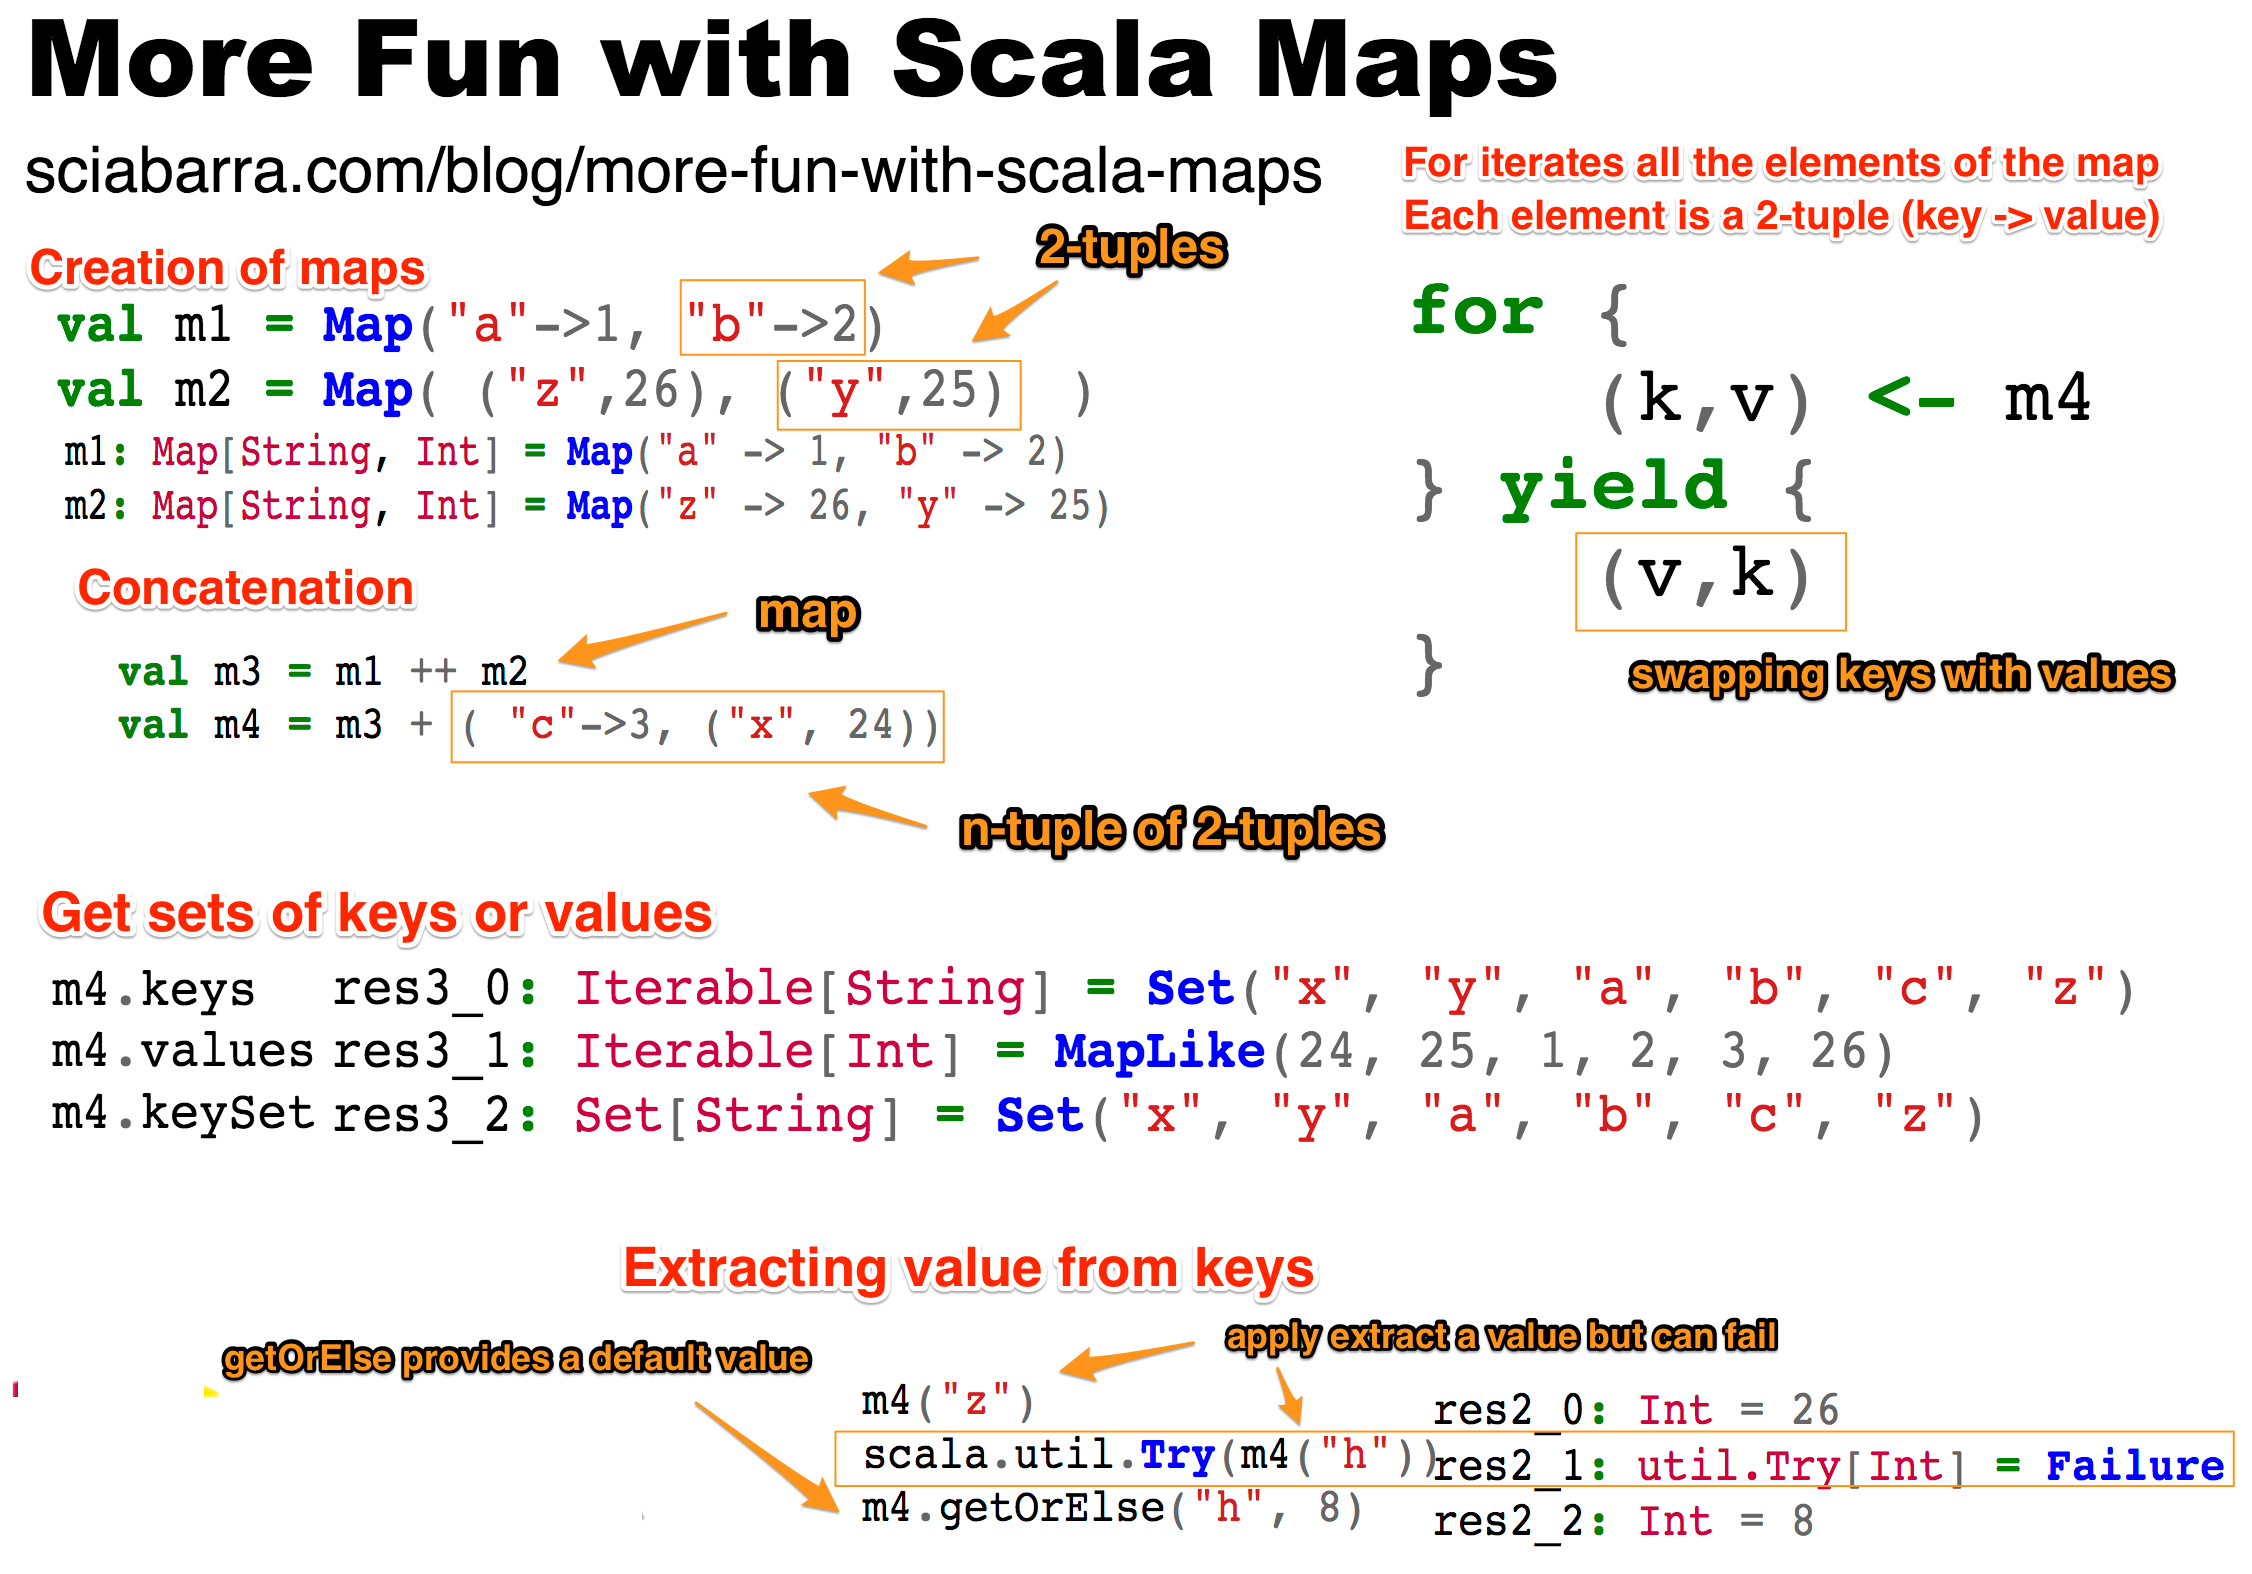 More Fun with Scala Maps
sciabarra.com/blog/more-fun-with-scala-maps
Creation of maps
2-tuples
val m1 = Map("a"->1, "b"->2)
val m2 = Map( ("z",26), ("y",25) )
m1: Map[String, Int] = Map("a" -> 1, "b" -> 2)
m2: Map[String, Int] = Map("z" -> 26, "y" -> 25)
Concatenation
map
val m3 = m1 ++ m2
val m4 = m3 + ( "c"->3, ("x", 24))
n-tuple of 2-tuples
For iterates all the elements of the map
Each element is a 2-tuple (key -> value)
for {
(k,v) <- m4
} yield {
(v,k)
}
swapping keys with values
Get sets of keys or values
m4.keys res3_0: Iterable[String] = Set("x", "y", "a", "b", "c", "z")
m4.values res3_1: Iterable[Int] = MapLike(24, 25, 1, 2, 3, 26)
m4.keySet res3_2: Set[String] = Set("x", "y", "a", "b", "c", "z")
Extracting value from keys
getOrElse provides a default value
apply extract a value but can fail
m4("z") res2_0: Int = 26
scala.util.Try(m4("h")) res2_1: util.Try[Int] = Failure
m4.getOrElse("h", 8) res2_2: Int = 8